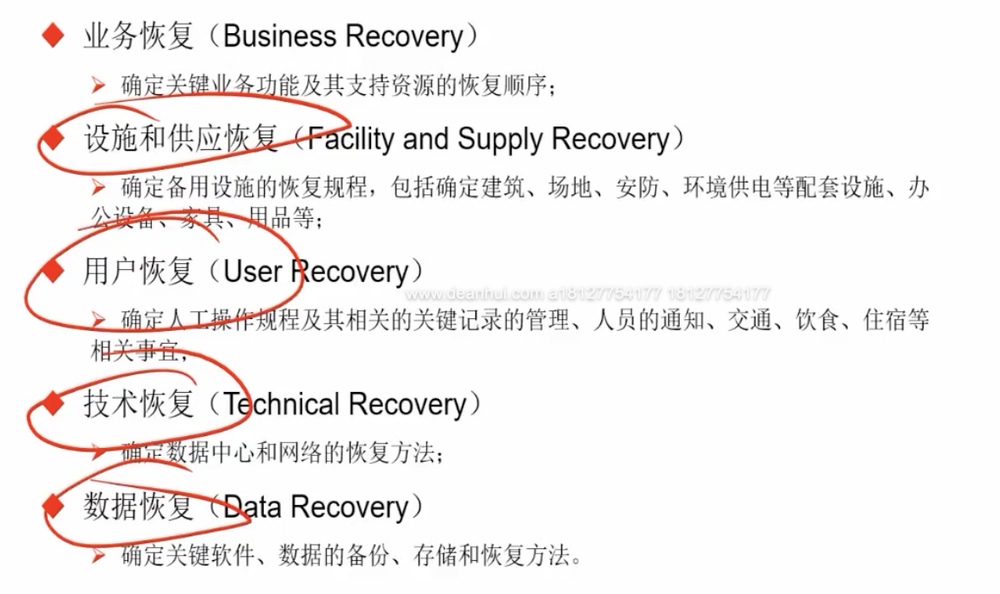 业务恢复（Business Recovery）
确定关键业务功能及其支持资源的恢复顺序；
设施和供应恢复（Facility and Supply Recovery）
确定备用设施的恢复规程，包括确定建筑、场地、安防、环境供电等配套设施、办
公设备、家具、用品等；
用户恢复（User Recovery）
www.deanhui.com a18127754177 18127754177
确定人工操作规程及其相关的关键记录的管理、人员的通知、交通、饮食、住宿等
相关事宜；
技术恢复（Technical Recovery）
确定数据中心和网络的恢复方法；
数据恢复（Data Recovery）
确定关键软件、数据的备份、存储和恢复方法。